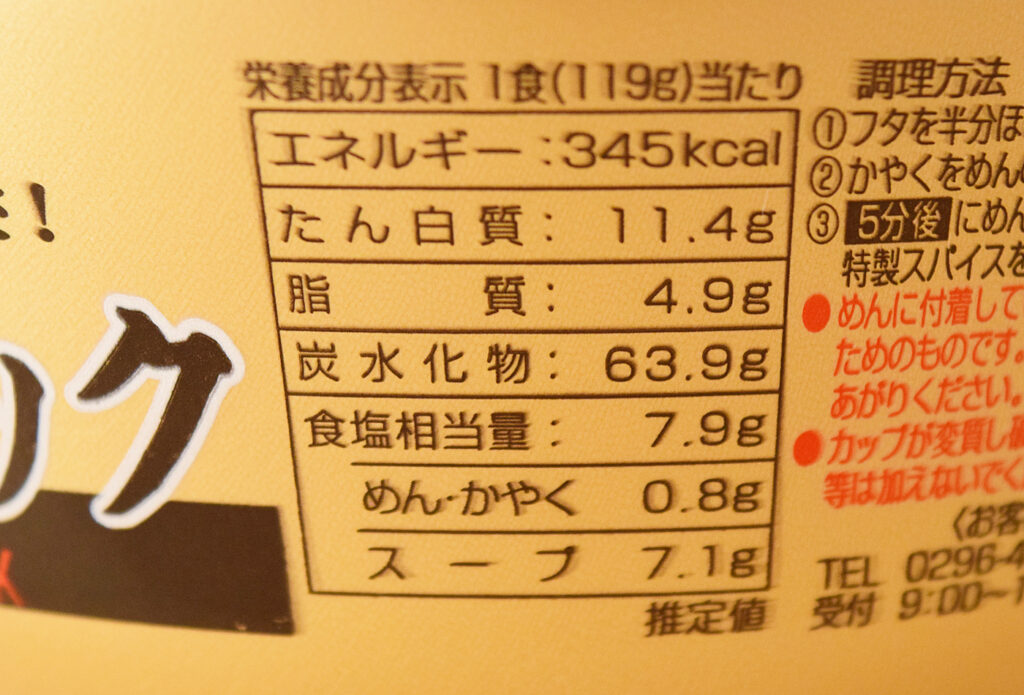 栄養成分表示 1食(119g)当たり
エネルギー:345kcal
たん白質: 11.4g
脂質: 4.9g
炭水化物: 63.9g
食塩相当量: 7.9g
めん・かやく 0.8g
スープ 7.1g
推定値
!
ク
調理方法
①フタを半分ほ
②かやくをめん
③5分後にめん
特製スパイスを
●めんに付着して
ためのものです。
あがりください。
●カップが変質し
等は加えないでく
〈お客
TEL 0296-4
受付 9:00~1